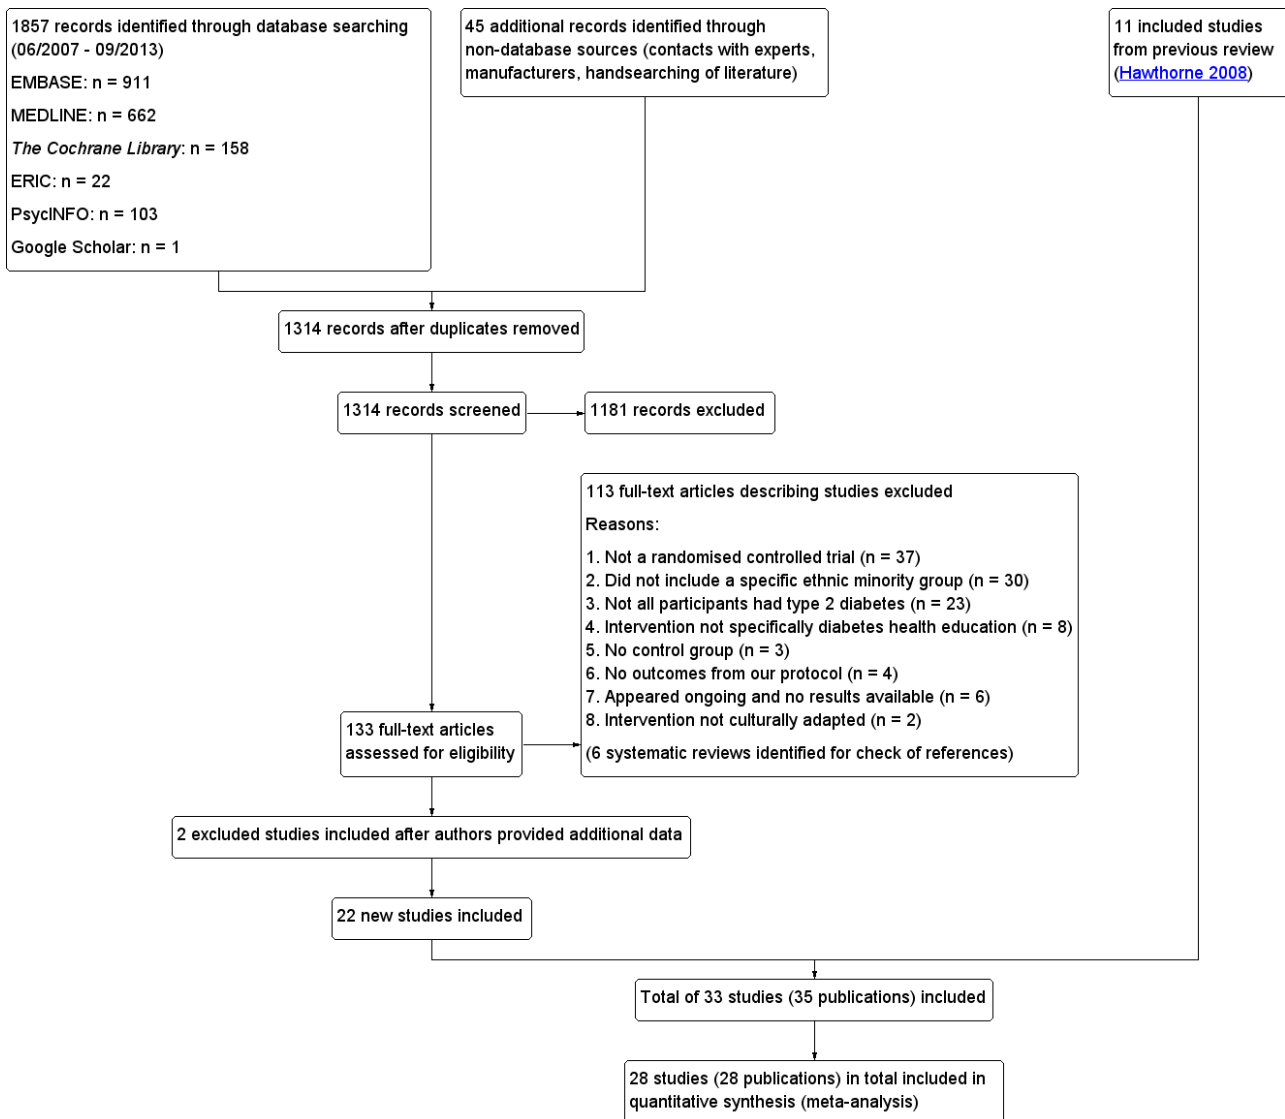 1857 records identified through database searching
(06/2007 - 09/2013)
EMBASE: n = 911
MEDLINE: n = 662
The Cochrane Library: n = 158
ERIC: n = 22
PsycINFO: n = 103
Google Scholar: n = 1
45 additional records identified through
non-database sources (contacts with experts,
manufacturers, handsearching of literature)
11 included studies
from previous review
(Hawthorne 2008)
1314 records after duplicates removed
1314 records screened
1181 records excluded
113 full-text articles describing studies excluded
Reasons:
1. Not a randomised controlled trial (n = 37)
2. Did not include a specific ethnic minority group (n = 30)
3. Not all participants had type 2 diabetes (n = 23)
4. Intervention not specifically diabetes health education (n = 8)
5. No control group (n = 3)
6. No outcomes from our protocol (n = 4)
7. Appeared ongoing and no results available (n = 6)
8. Intervention not culturally adapted (n = 2)
(6 systematic reviews identified for check of references)
133 full-text articles
assessed for eligibility
2 excluded studies included after authors provided additional data
22 new studies included
Total of 33 studies (35 publications) included
28 studies (28 publications) in total included in
quantitative synthesis (meta-analysis)